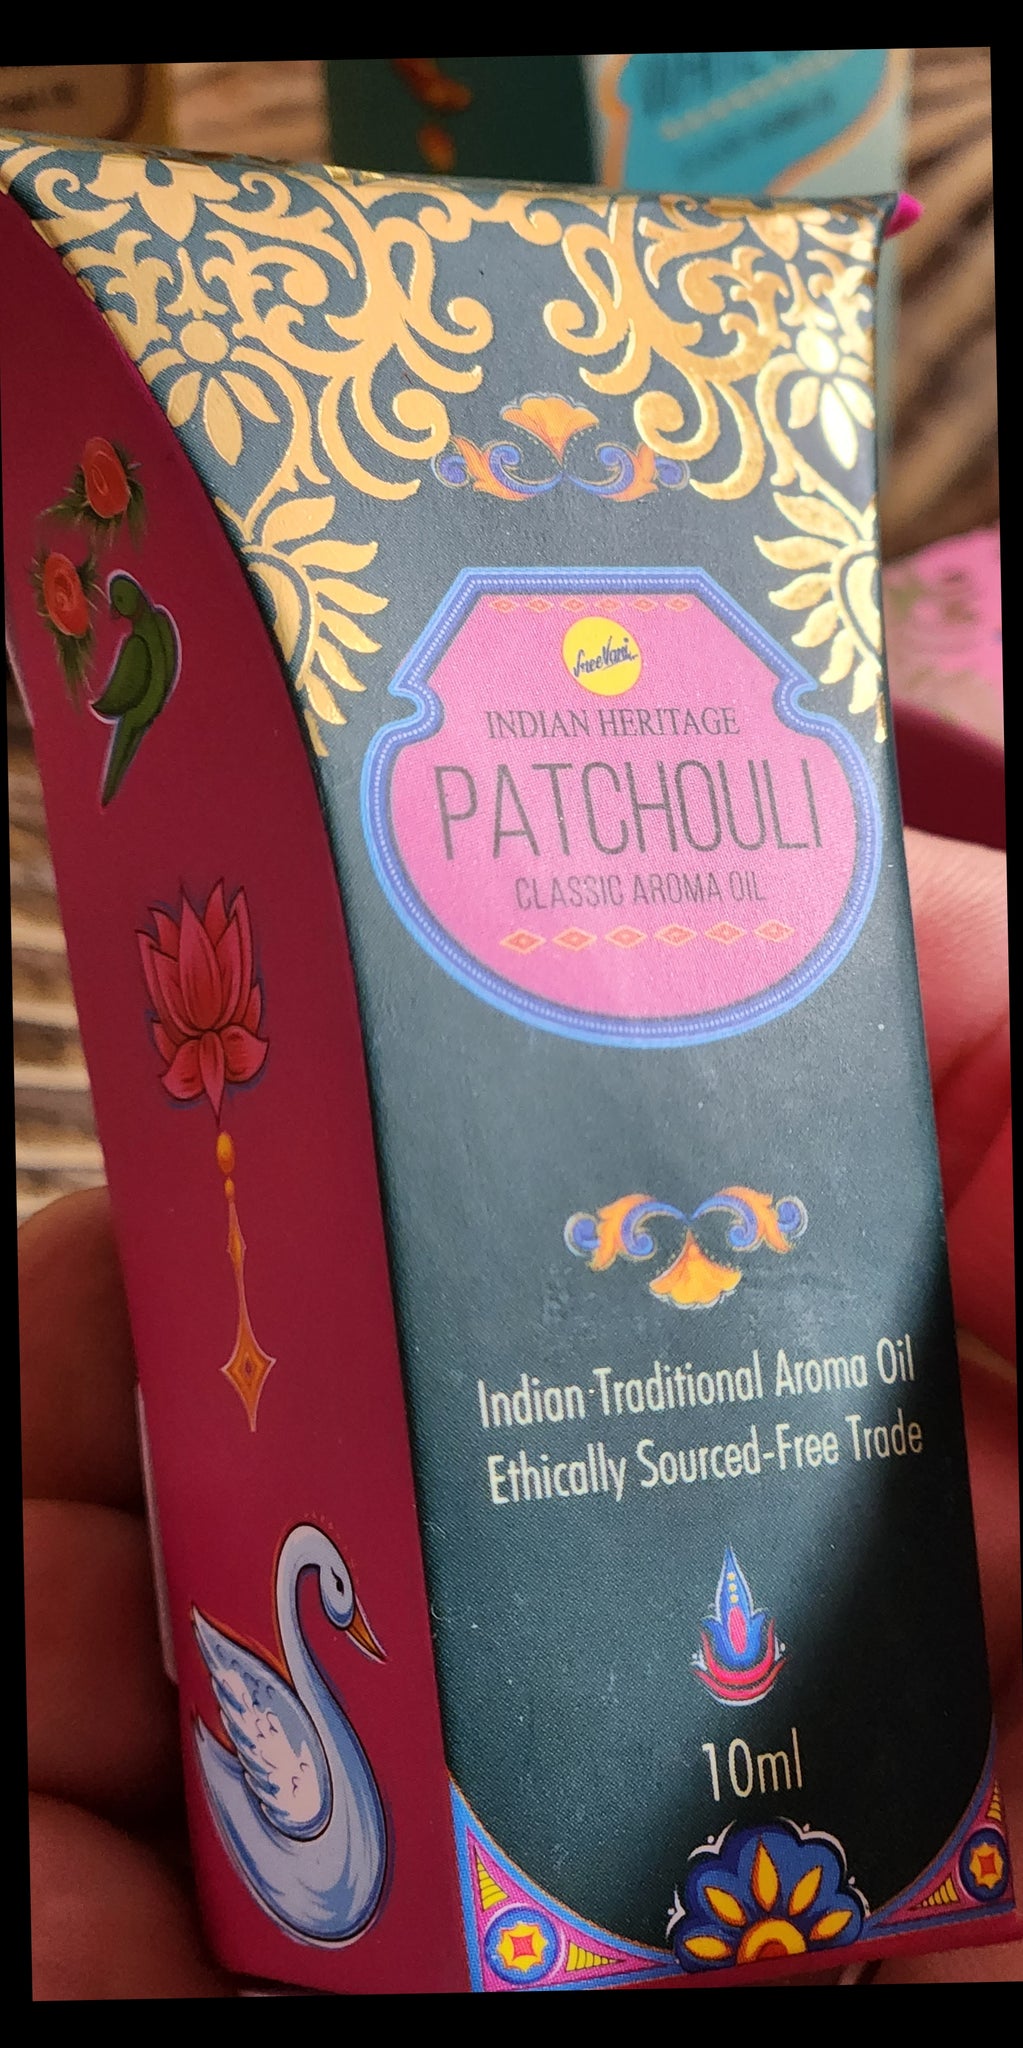 SreeVani
INDIAN HERITAGE
PATCHOULI
CLASSIC AROMA OIL
Indian Traditional Aroma Oil
Ethically Sourced-Free Trade
10ml